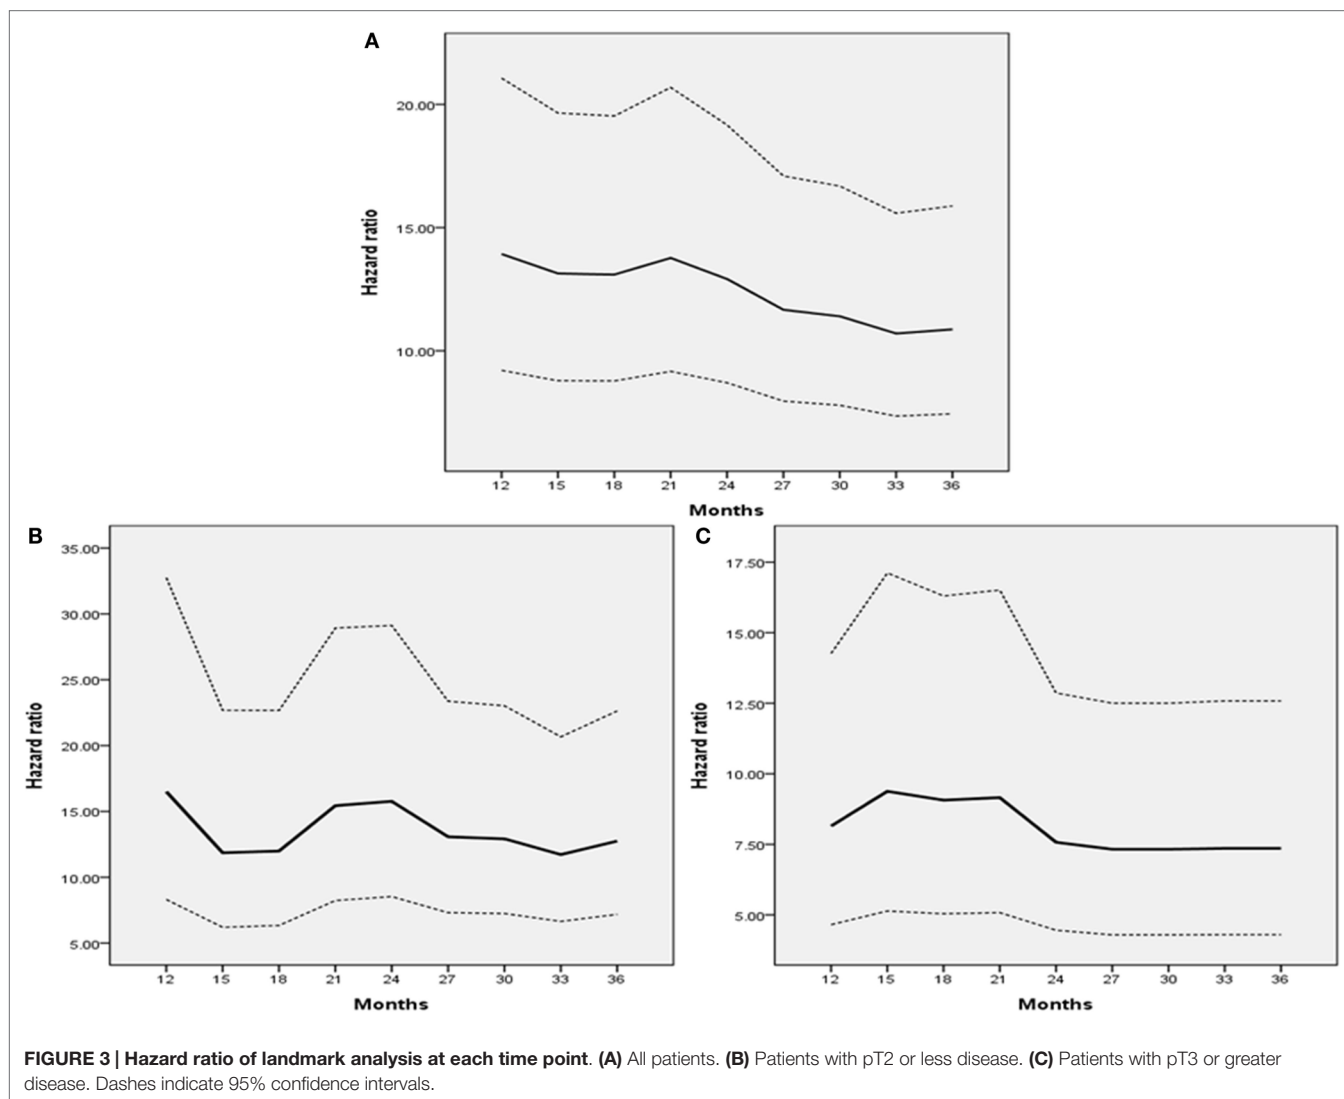 A
Hazard ratio
20.00
15.00
10.00
12 15 18 21 24 27 30 33 36
Months
B
Hazard ratio
35.00
30.00
25.00
20.00
15.00
10.00
5.00
12 15 18 21 24 27 30 33 36
Months
C
Hazard ratio
17.50
15.00
12.50
10.00
7.50
5.00
12 15 18 21 24 27 30 33 36
Months
FIGURE 3 | Hazard ratio of landmark analysis at each time point. (A) All patients. (B) Patients with pT2 or less disease. (C) Patients with pT3 or greater
disease. Dashes indicate 95% confidence intervals.